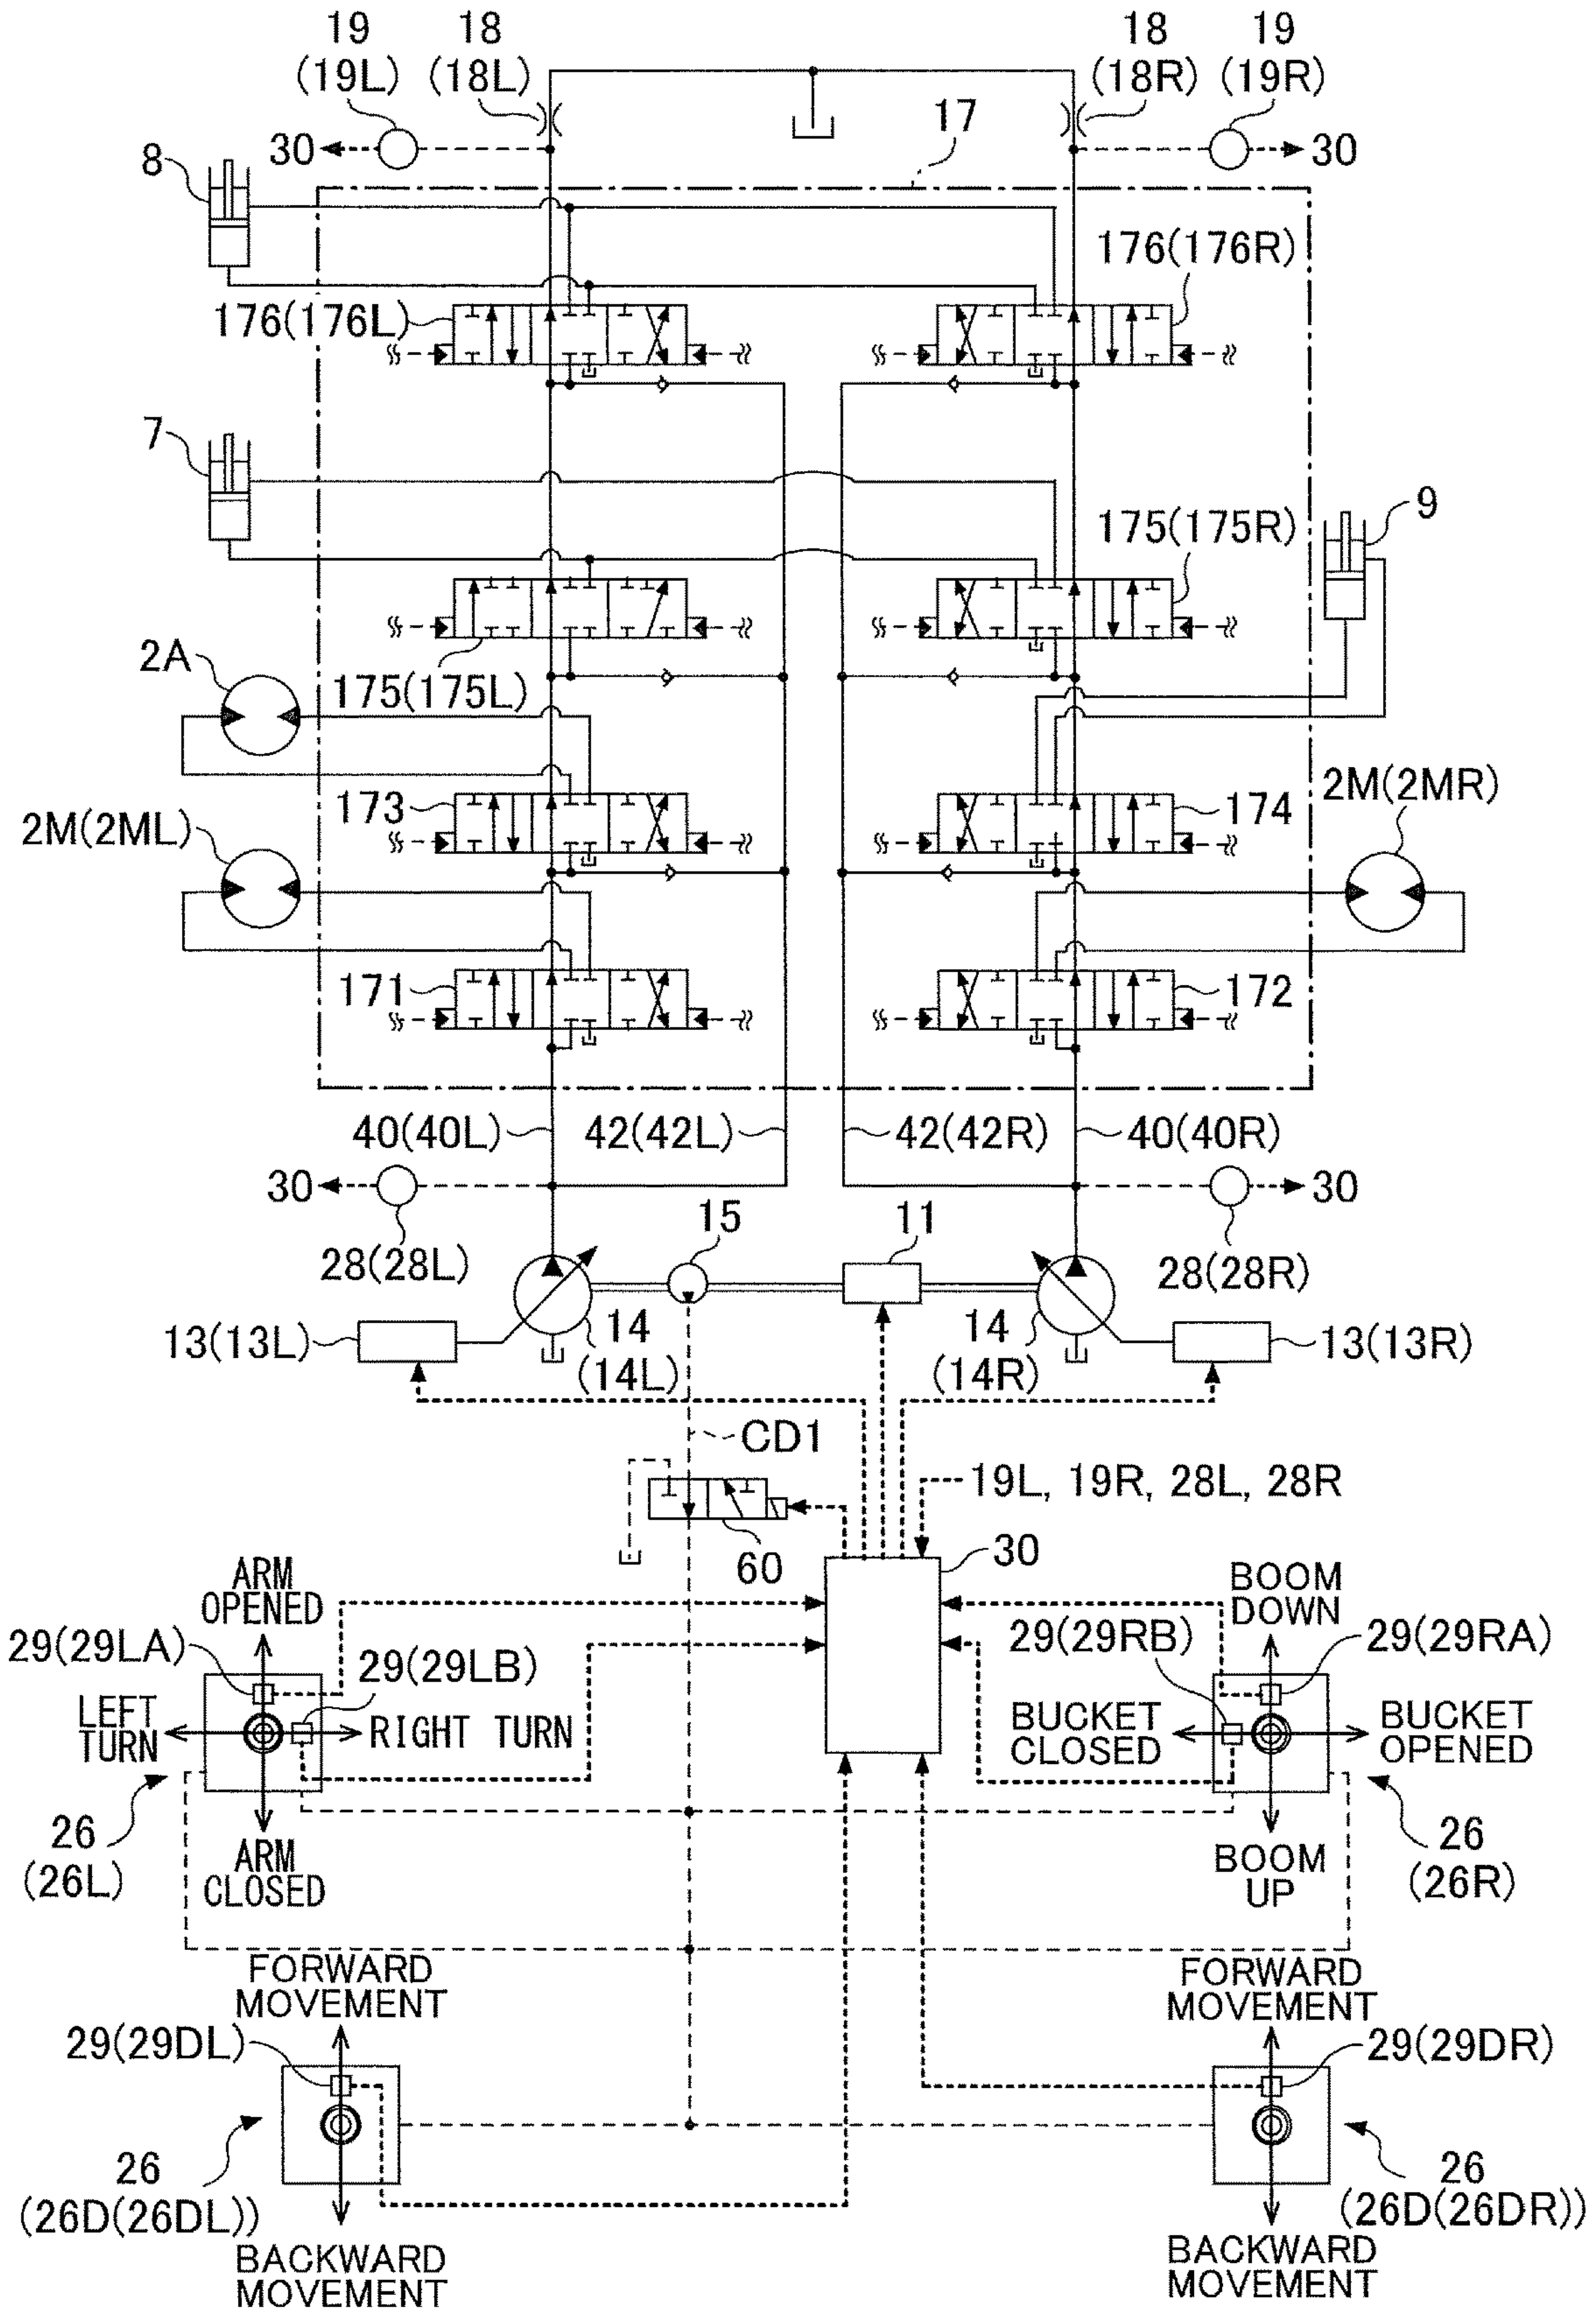 19 18 18 19
(19L) (18L) (18R) (19R)
17
30 30
8
176(176R)
176(176L)
7
9
175(175R)
2A
175(175L)
2M(2MR)
173 174
2M(2ML)
171 172
40(40L) 42(42L) 42(42R) 40(40R)
30 30
15 11
28(28L) 28(28R)
13(13L) 14 14 13(13R)
(14L) (14R)
CD1
19L, 19R, 28L, 28R
60 30
ARM
OPENED
BOOM
DOWN
29(29LA) 29(29LB) 29(29RB) 29(29RA)
LEFT
TURN
RIGHT TURN
BUCKET
CLOSED
BUCKET
OPENED
26
(26L)
ARM
CLOSED
BOOM
UP
26
(26R)
FORWARD
MOVEMENT
FORWARD
MOVEMENT
29(29DL) 29(29DR)
26
(26D(26DL))
26
(26D(26DR))
BACKWARD
MOVEMENT
BACKWARD
MOVEMENT